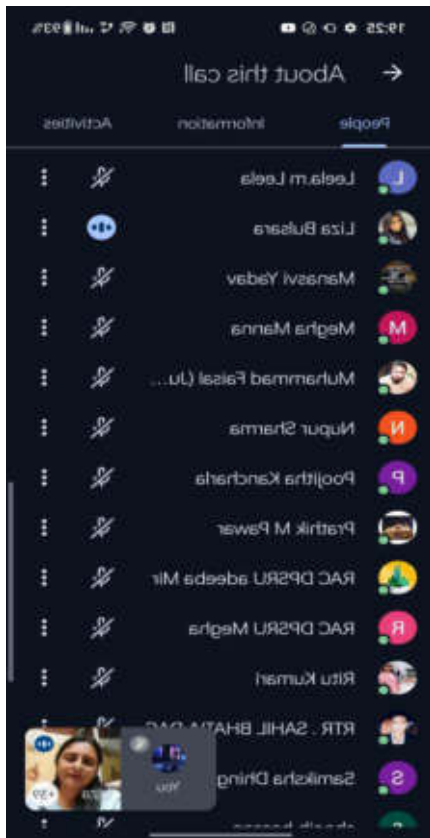 19:25 93%
About this call
People Information Activities
L Leela.m.Leela
Liza Bulsara
Manasvi Yadav
M Megha Manna
Muhammad Faisal (Ju...
N Nupur Sharma
P Poojitha Kancharla
Prathik M Pawar
RAC DPSRU adeeba Mir
R RAC DPSRU Megha
Ritu Kumari
RTR . SAHIL BHATIA RAC
S Samiksha Dhing
You
+39